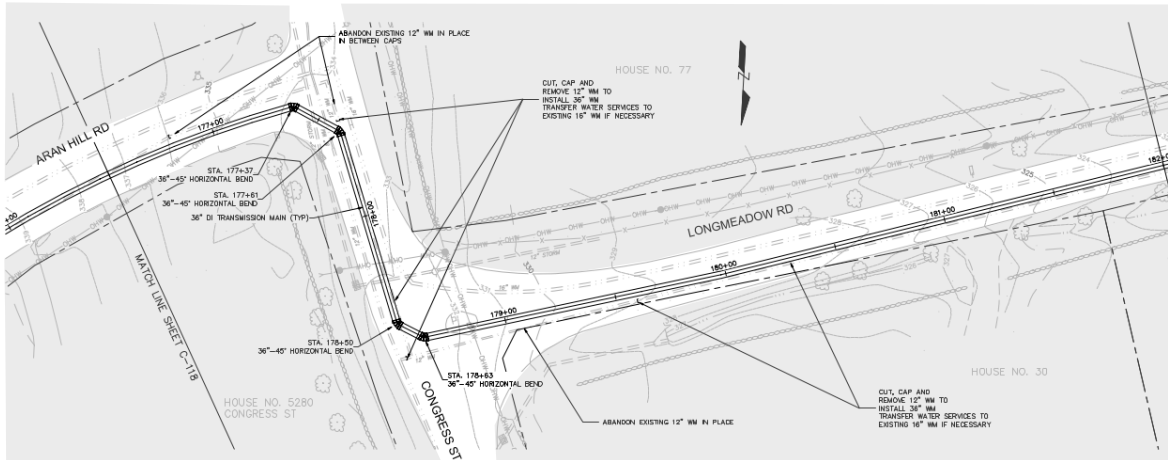 ABANDON EXISTING 12" WM IN PLACE
IN BETWEEN CAPS
HOUSE NO. 77
N
CUT, CAP AND
REMOVE 12" WM TO
INSTALL 36" WM
TRANSFER WATER SERVICES TO
EXISTING 16" WM IF NECESSARY
ARAN HILL RD
177+00
STA. 177+37
36"-45° HORIZONTAL BEND
STA. 177+61
36"-45° HORIZONTAL BEND
36" DI TRANSMISSION MAIN (TYP)
178+00
LONGMEADOW RD
182+00
181+00
180+00
179+00
12" STORM
MATCH LINE SHEET C-118
STA. 178+50
36"-45° HORIZONTAL BEND
STA. 178+63
36"-45° HORIZONTAL BEND
HOUSE NO. 5280
CONGRESS ST
CONGRESS ST
ABANDON EXISTING 12" WM IN PLACE
HOUSE NO. 30
CUT, CAP AND
REMOVE 12" WM TO
INSTALL 36" WM
TRANSFER WATER SERVICES TO
EXISTING 16" WM IF NECESSARY